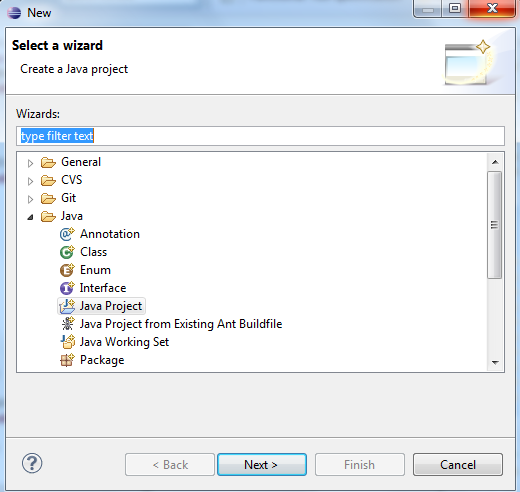 New
Select a wizard
Create a Java project
Wizards:
type filter text
General
CVS
Git
Java
Annotation
Class
Enum
Interface
Java Project
Java Project from Existing Ant Buildfile
Java Working Set
Package
?
< Back
Next >
Finish
Cancel